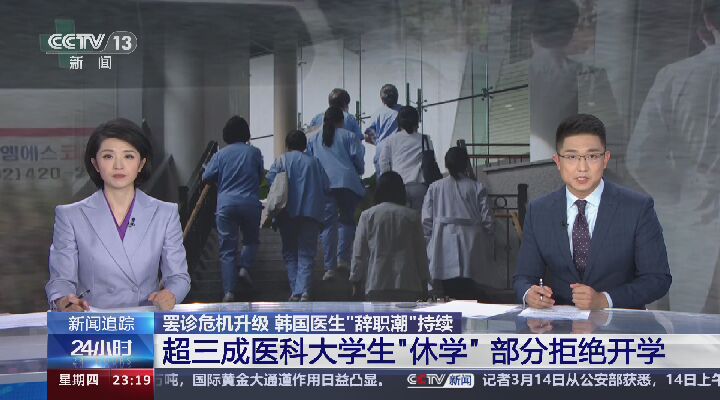 CCTV 13
新闻
엠에스코
2) 420-2
新闻追踪
罢诊危机升级 韩国医生"辞职潮"持续
24小时
超三成医科大学生"休学" 部分拒绝开学
星期四 23:19 万吨，国际黄金大通道作用日益凸显。 CCTV新闻 记者3月14日从公安部获悉，14日上午